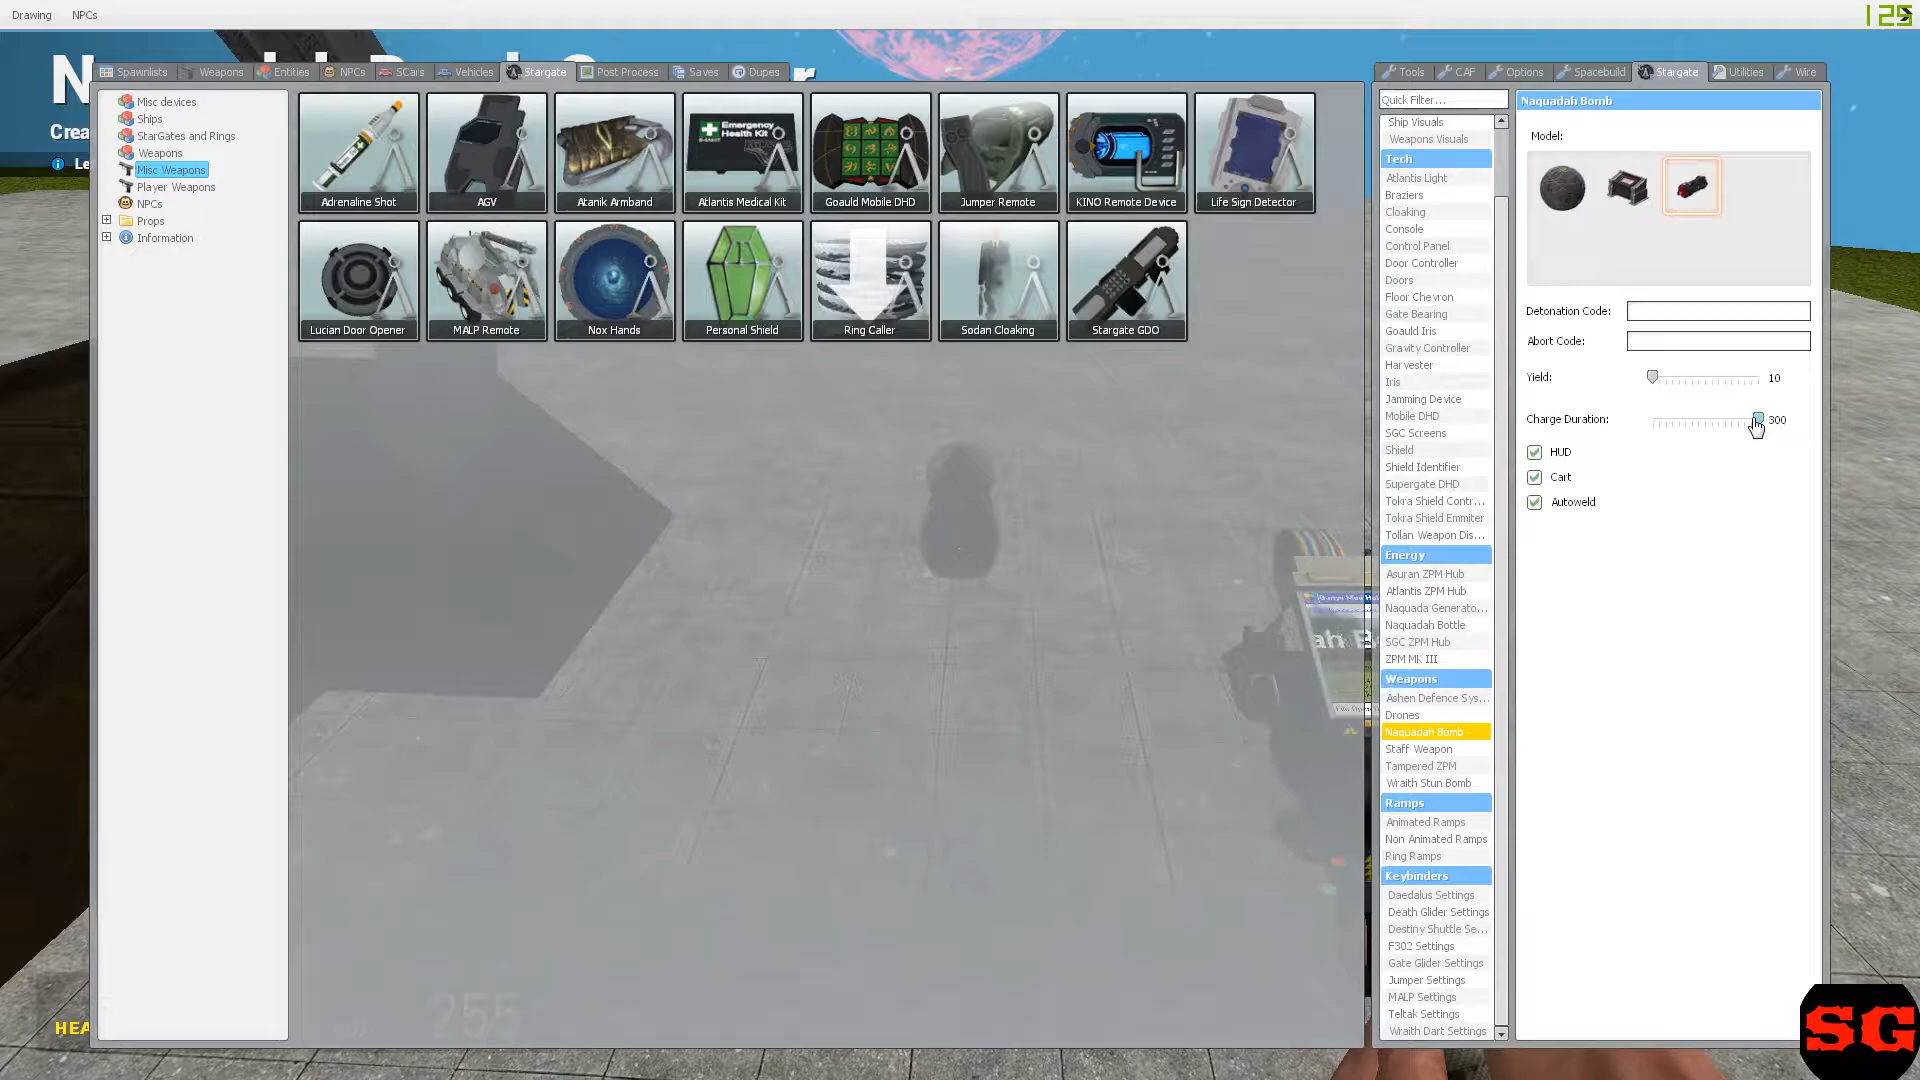 Drawing NPCs
125
Spawnlists Weapons Entities NPCs SCars Vehicles Stargate Post Process Saves Dupes
Tools CAF Options Spacebuild Stargate Utilities Wire
Crea
Le
Misc devices
Ships
StarGates and Rings
Weapons
Misc Weapons
Player Weapons
NPCs
Props
Information
Emergency
Health Kit
Adrenaline Shot AGV Atanik Armband Atlantis Medical Kit Goauld Mobile DHD Jumper Remote KINO Remote Device Life Sign Detector
Lucian Door Opener MALP Remote Nox Hands Personal Shield Ring Caller Sodan Cloaking Stargate GDO
255
HEA
Quick Filter...
Ship Visuals
Weapons Visuals
Tech
Atlantis Light
Braziers
Cloaking
Console
Control Panel
Door Controller
Doors
Floor Chevron
Gate Bearing
Goauld Iris
Gravity Controller
Harvester
Iris
Jamming Device
Mobile DHD
SGC Screens
Shield
Shield Identifier
Supergate DHD
Tokra Shield Contr...
Tokra Shield Emmiter
Tollan Weapon Dis...
Energy
Asuran ZPM Hub
Atlantis ZPM Hub
Naquada Generato...
Naquadah Bottle
SGC ZPM Hub
ZPM MK III
Weapons
Ashen Defence Sys...
Drones
Naquadah Bomb
Staff Weapon
Tampered ZPM
Wraith Stun Bomb
Ramps
Animated Ramps
Non Animated Ramps
Ring Ramps
Keybinders
Daedalus Settings
Death Glider Settings
Destiny Shuttle Se...
F302 Settings
Gate Glider Settings
Jumper Settings
MALP Settings
Teltak Settings
Wraith Dart Settings
Naquadah Bomb
Model:
Detonation Code:
Abort Code:
Yield: 10
Charge Duration: 300
HUD
Cart
Autoweld
SG